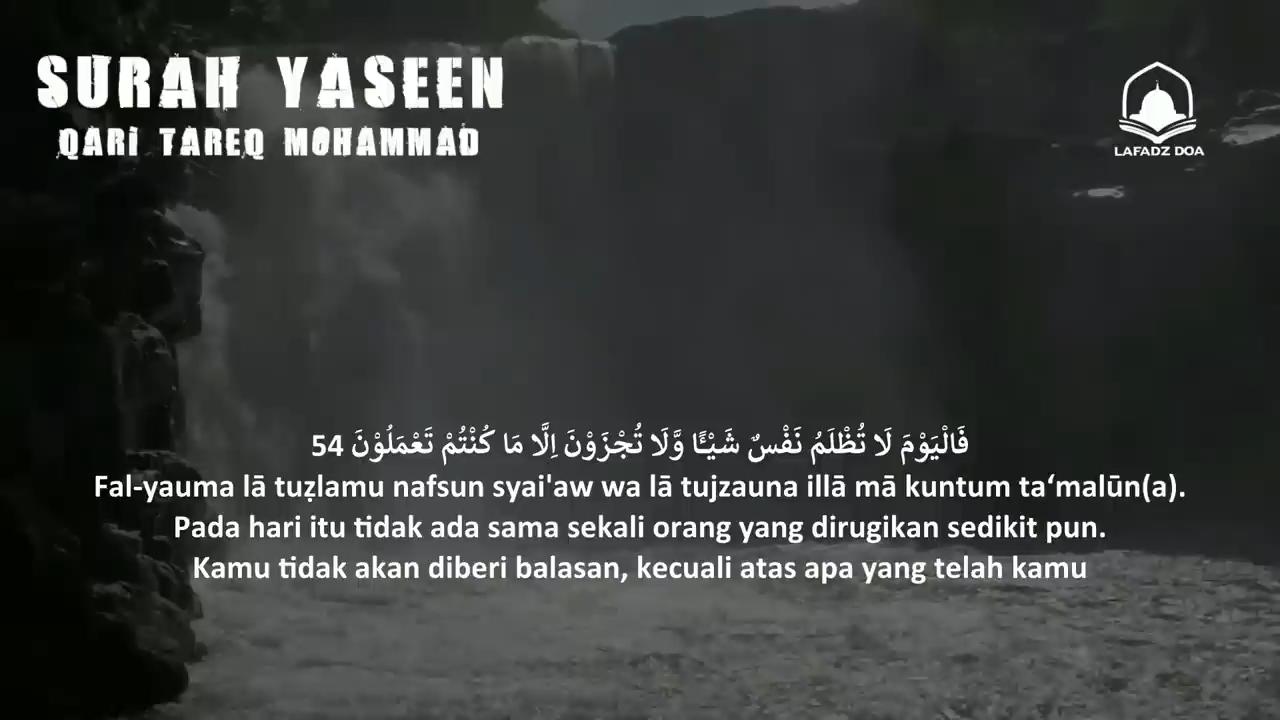 SURAH YASEEN
QARI TAREQ MOHAMMAD
LAFADZ DOA
فَالْيَوْمَ لَا تُظْلَمُ نَفْسٌ شَيْـًٔا وَّلَا تُجْزَوْنَ اِلَّا مَا كُنْتُمْ تَعْمَلُوْنَ 54
Fal-yauma lā tuẓlamu nafsun syai'aw wa lā tujzauna illā mā kuntum ta‘malūn(a).
Pada hari itu tidak ada sama sekali orang yang dirugikan sedikit pun.
Kamu tidak akan diberi balasan, kecuali atas apa yang telah kamu